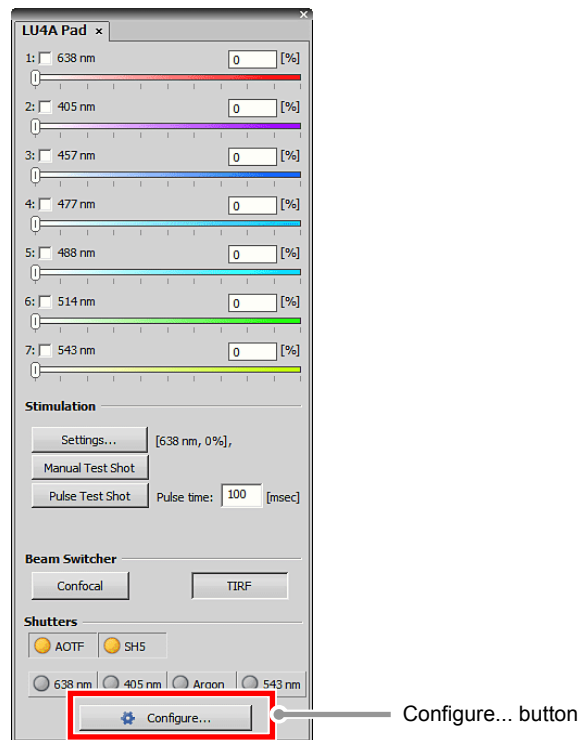 LU4A Pad ×
×
1: 638 nm 0 [%]
2: 405 nm 0 [%]
3: 457 nm 0 [%]
4: 477 nm 0 [%]
5: 488 nm 0 [%]
6: 514 nm 0 [%]
7: 543 nm 0 [%]
Stimulation
Settings... [638 nm, 0%],
Manual Test Shot
Pulse Test Shot Pulse time: 100 [msec]
Beam Switcher
Confocal TIRF
Shutters
AOTF SH5
638 nm 405 nm Argon 543 nm
Configure... Configure... button